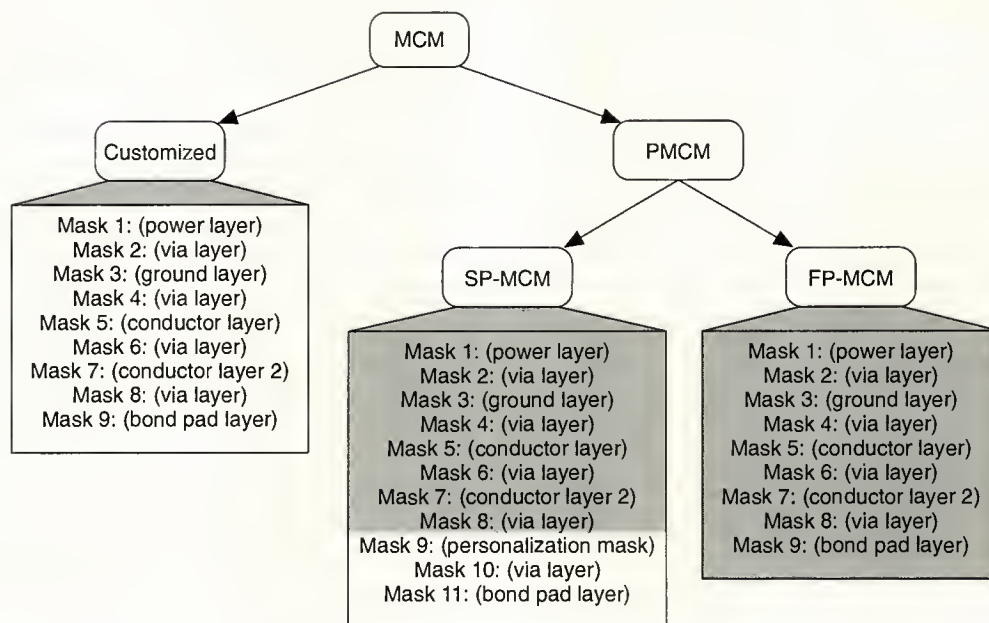 MCM
Customized
PMCM
Mask 1: (power layer)
Mask 2: (via layer)
Mask 3: (ground layer)
Mask 4: (via layer)
Mask 5: (conductor layer)
Mask 6: (via layer)
Mask 7: (conductor layer 2)
Mask 8: (via layer)
Mask 9: (bond pad layer)
SP-MCM
Mask 1: (power layer)
Mask 2: (via layer)
Mask 3: (ground layer)
Mask 4: (via layer)
Mask 5: (conductor layer)
Mask 6: (via layer)
Mask 7: (conductor layer 2)
Mask 8: (via layer)
Mask 9: (personalization mask)
Mask 10: (via layer)
Mask 11: (bond pad layer)
FP-MCM
Mask 1: (power layer)
Mask 2: (via layer)
Mask 3: (ground layer)
Mask 4: (via layer)
Mask 5: (conductor layer)
Mask 6: (via layer)
Mask 7: (conductor layer 2)
Mask 8: (via layer)
Mask 9: (bond pad layer)